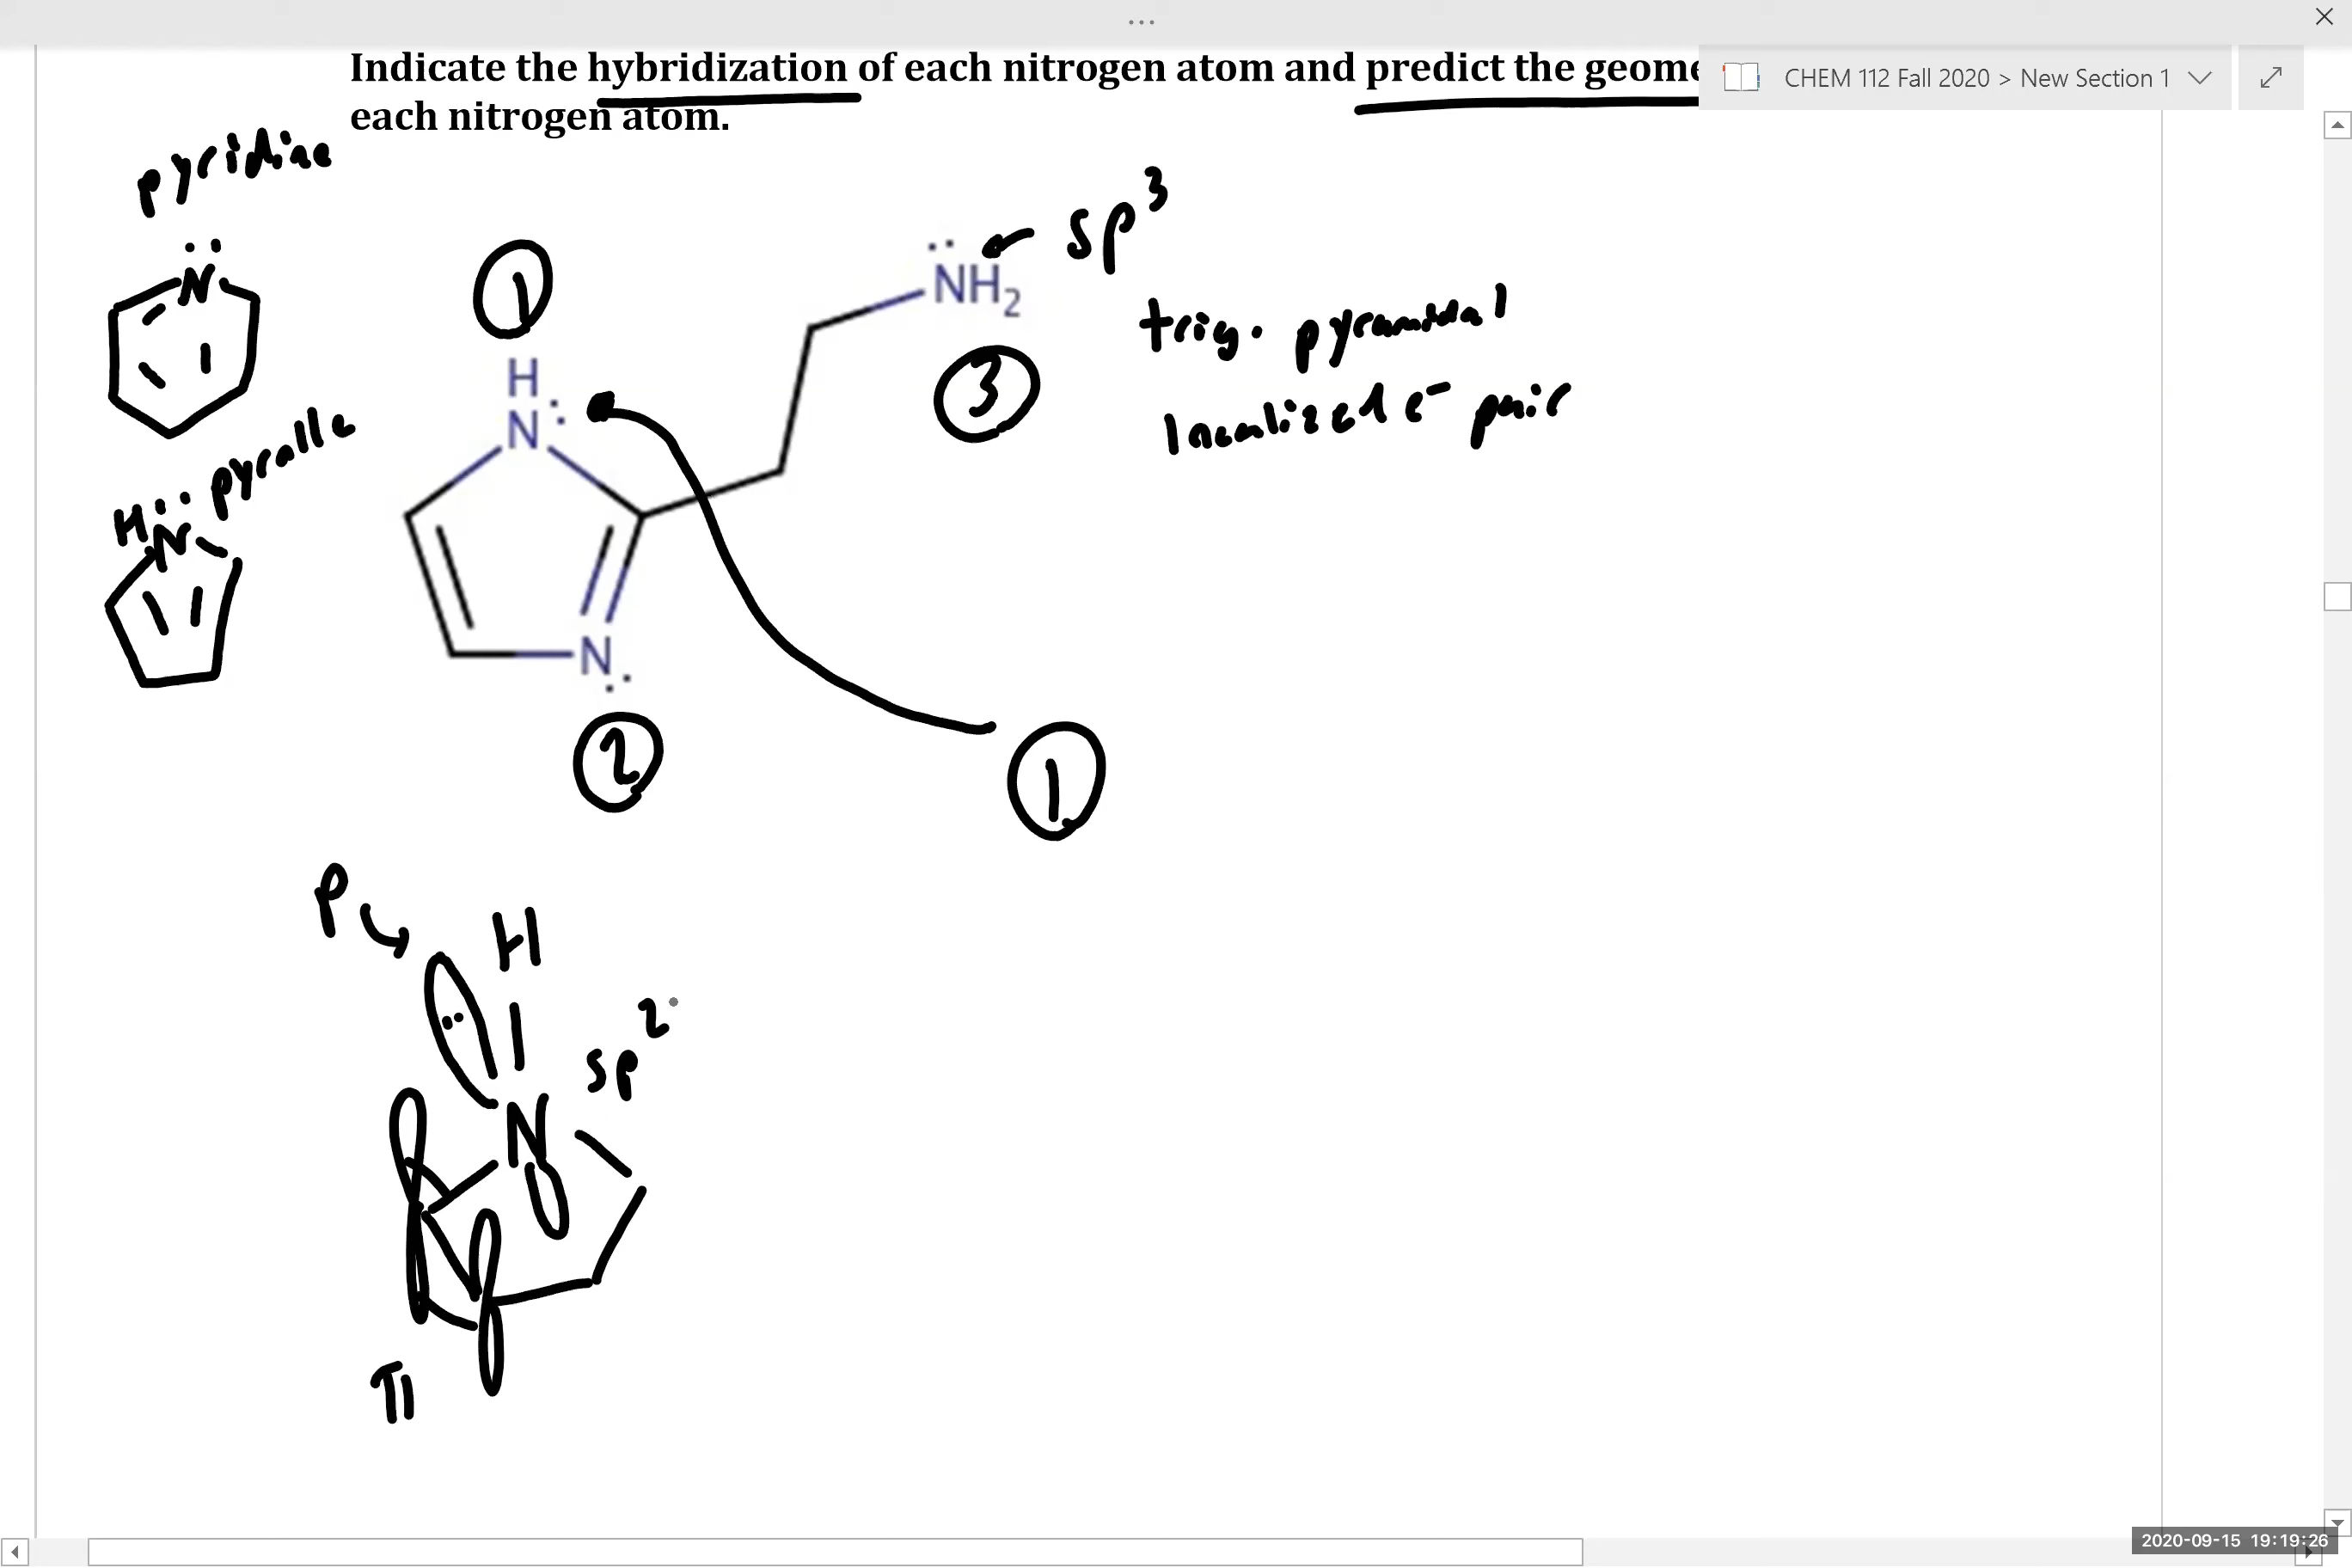 Indicate the hybridization of each nitrogen atom and predict the geome
each nitrogen atom.
CHEM 112 Fall 2020 > New Section 1
pyridine
N
pyrolle
H
N
1
H
N
N
2
NH2
3
sp3
trig. pyramidal
localized e- pair
1
P
H
sp2
N
π
2020-09-15 19:19:26